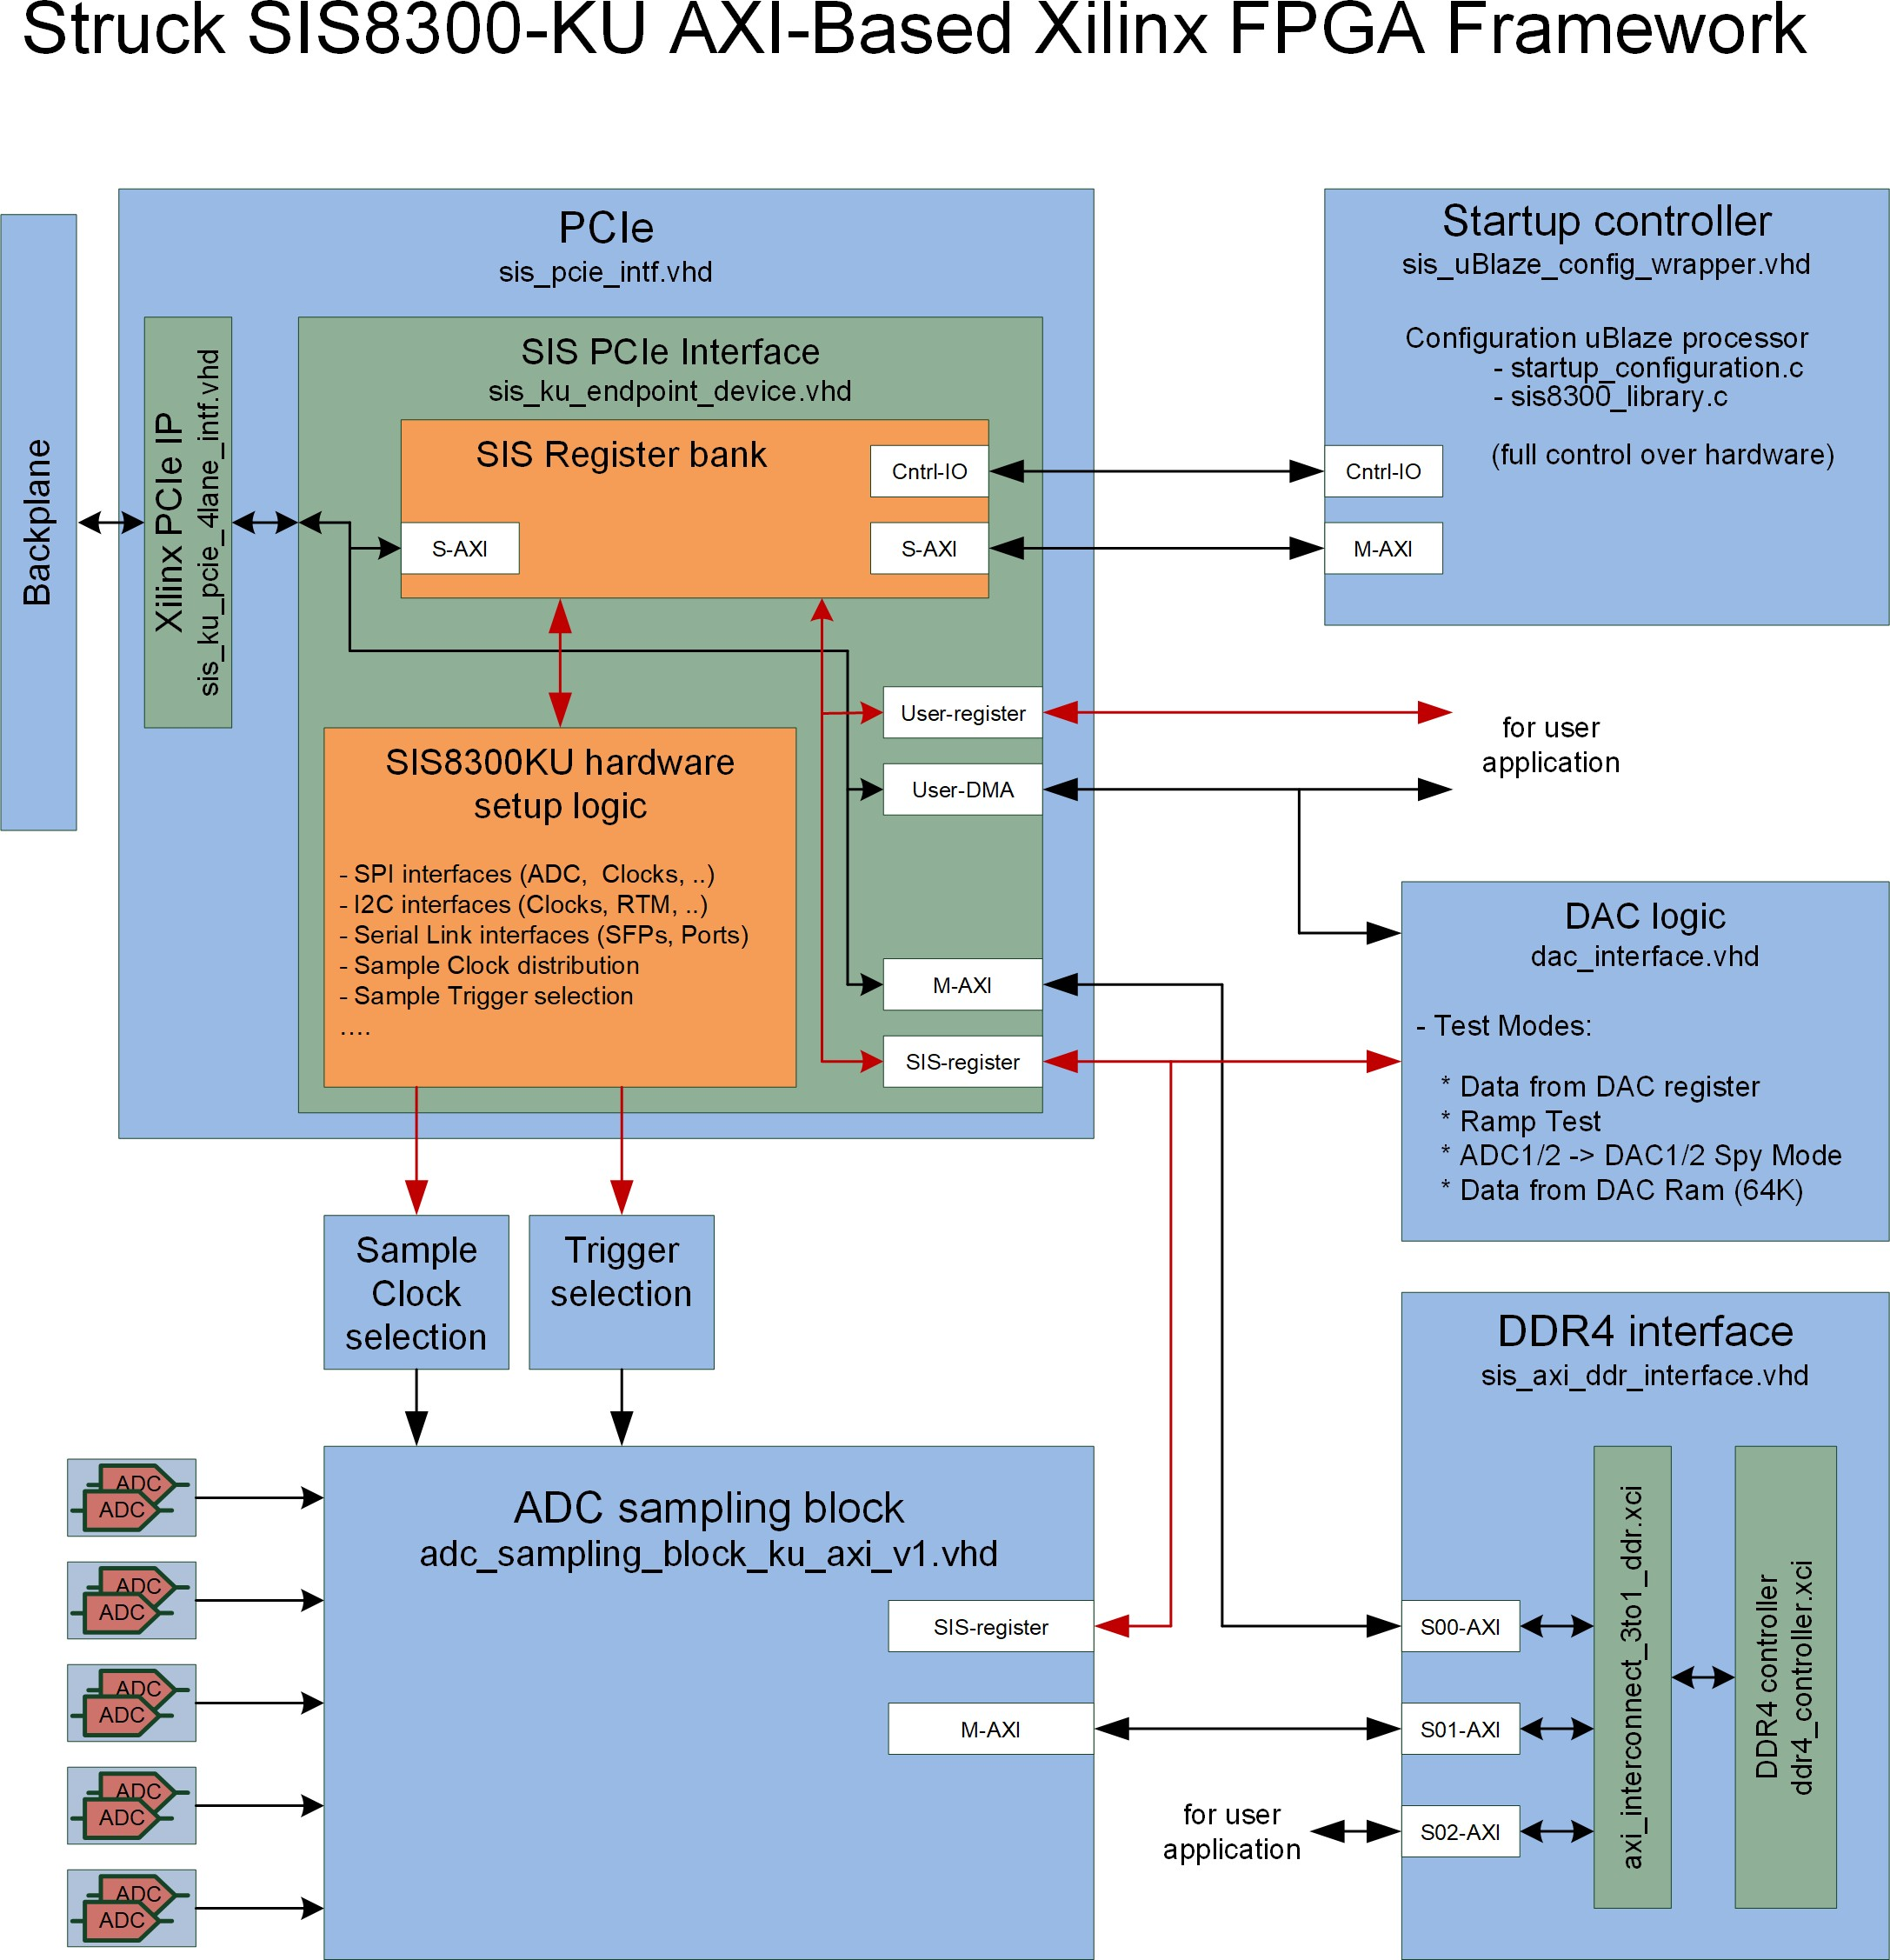 Struck SIS8300-KU AXI-Based Xilinx FPGA Framework
Backplane
PCIe
sis_pcie_intf.vhd
Xilinx PCIe IP
sis_ku_pcie_4lane_intf.vhd
SIS PCIe Interface
sis_ku_endpoint_device.vhd
SIS Register bank
Cntrl-IO
S-AXI
S-AXI
SIS8300KU hardware
setup logic
- SPI interfaces (ADC, Clocks, ..)
- I2C interfaces (Clocks, RTM, ..)
- Serial Link interfaces (SFPs, Ports)
- Sample Clock distribution
- Sample Trigger selection
....
User-register
User-DMA
M-AXI
SIS-register
Startup controller
sis_uBlaze_config_wrapper.vhd
Configuration uBlaze processor
- startup_configuration.c
- sis8300_library.c
(full control over hardware)
Cntrl-IO
M-AXI
for user
application
DAC logic
dac_interface.vhd
- Test Modes:
* Data from DAC register
* Ramp Test
* ADC1/2 -> DAC1/2 Spy Mode
* Data from DAC Ram (64K)
Sample
Clock
selection
Trigger
selection
DDR4 interface
sis_axi_ddr_interface.vhd
S00-AXI
S01-AXI
S02-AXI
axi_interconnect_3to1_ddr.xci
DDR4 controller
ddr4_controller.xci
for user
application
ADC sampling block
adc_sampling_block_ku_axi_v1.vhd
SIS-register
M-AXI
ADC
ADC
ADC
ADC
ADC
ADC
ADC
ADC
ADC
ADC